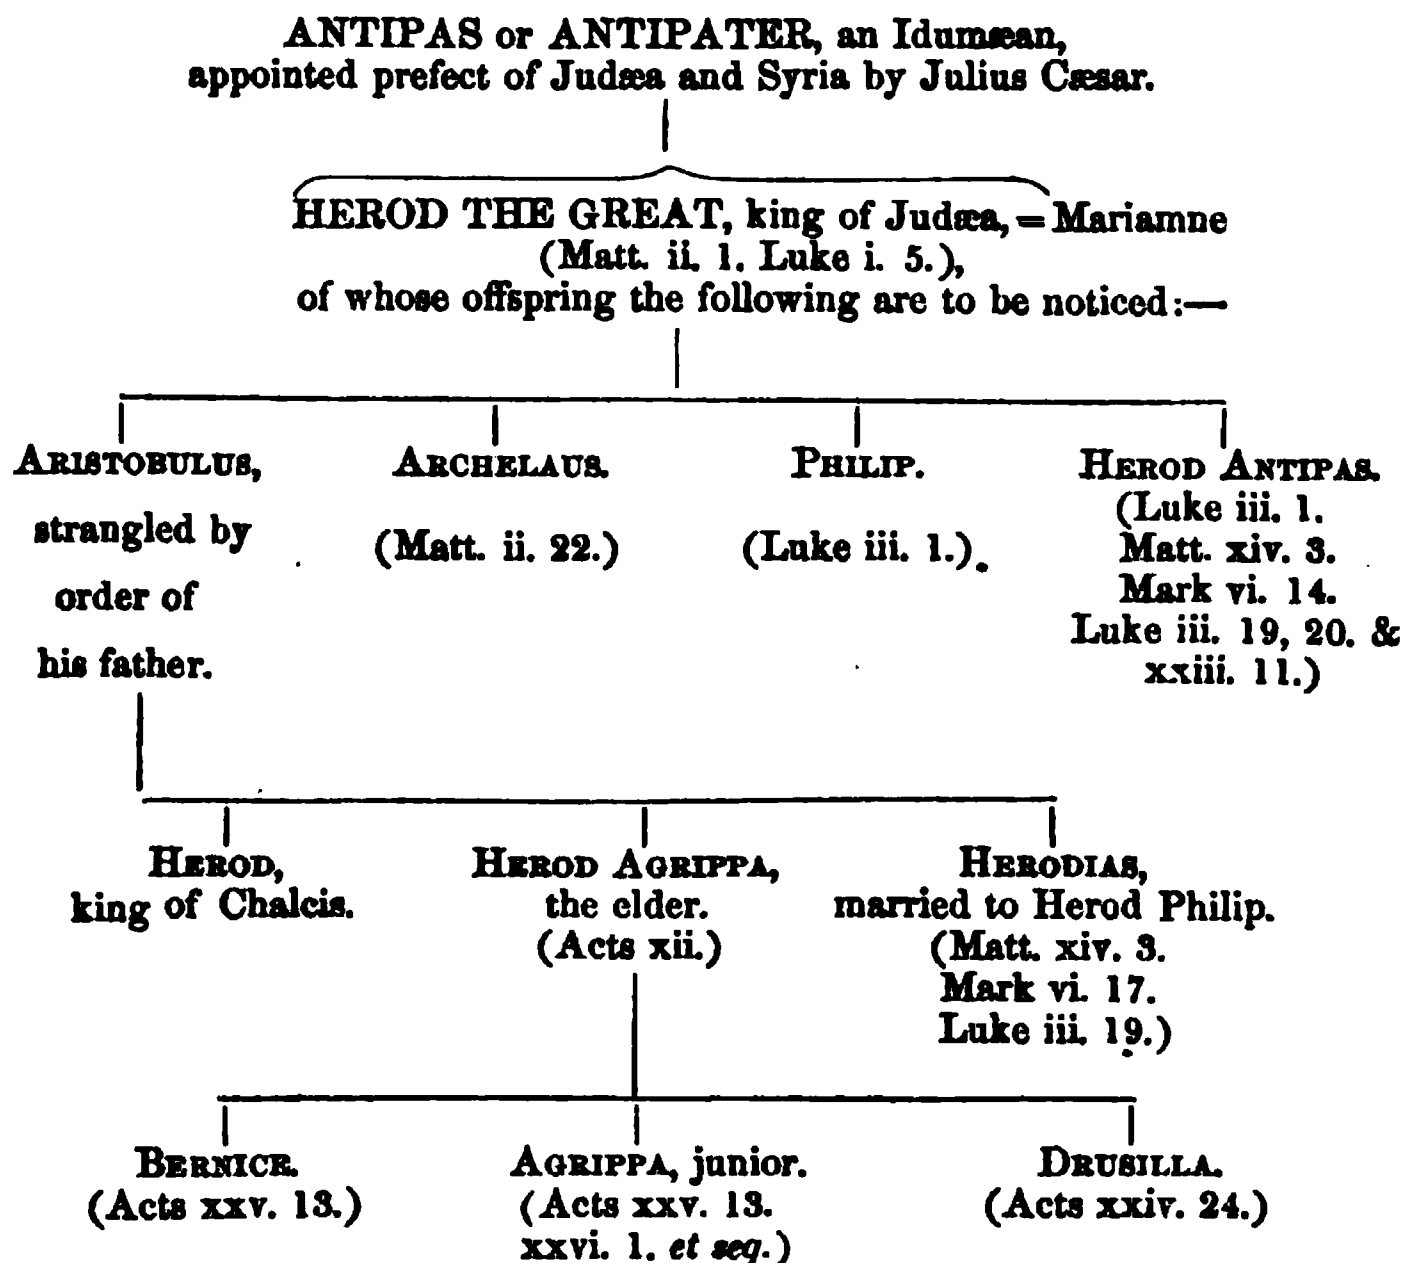 ANTIPAS or ANTIPATER, an Idumæan,
appointed prefect of Judæa and Syria by Julius Cæsar.
HEROD THE GREAT, king of Judæa, = Mariamne
(Matt. ii. 1. Luke i. 5.),
of whose offspring the following are to be noticed:—
ARISTOBULUS,
strangled by
order of
his father.
ARCHELAUS.
(Matt. ii. 22.)
PHILIP.
(Luke iii. 1.)
HEROD ANTIPAS.
(Luke iii. 1.
Matt. xiv. 3.
Mark vi. 14.
Luke iii. 19, 20. &
xxiii. 11.)
HEROD,
king of Chalcis.
HEROD AGRIPPA,
the elder.
(Acts xii.)
HERODIAS,
married to Herod Philip.
(Matt. xiv. 3.
Mark vi. 17.
Luke iii. 19.)
BERNICE.
(Acts xxv. 13.)
AGRIPPA, junior.
(Acts xxv. 13.
xxvi. 1. et seq.)
DRUSILLA.
(Acts xxiv. 24.)